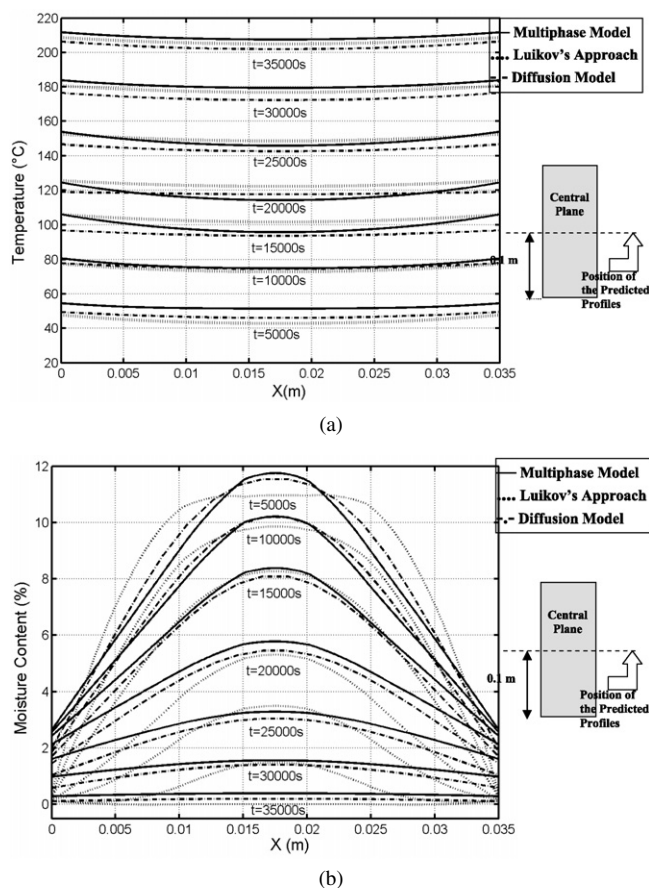 220
200
180
160
140
120
100
80
60
40
20
Temperature (°C)
t=35000s
t=30000s
t=25000s
t=20000s
t=15000s
t=10000s
t=5000s
0
0.005
0.01
0.015
0.02
0.025
0.03
0.035
X(m)
Multiphase Model
Luikov's Approach
Diffusion Model
Central
Plane
0.1 m
Position of
the Predicted
Profiles
(a)
12
10
8
6
4
2
0
Moisture Content (%)
t=5000s
t=10000s
t=15000s
t=20000s
t=25000s
t=30000s
t=35000s
0
0.005
0.01
0.015
0.02
0.025
0.03
0.035
X (m)
Multiphase Model
Luikov's Approach
Diffusion Model
Central
Plane
0.1 m
Position of
the Predicted
Profiles
(b)